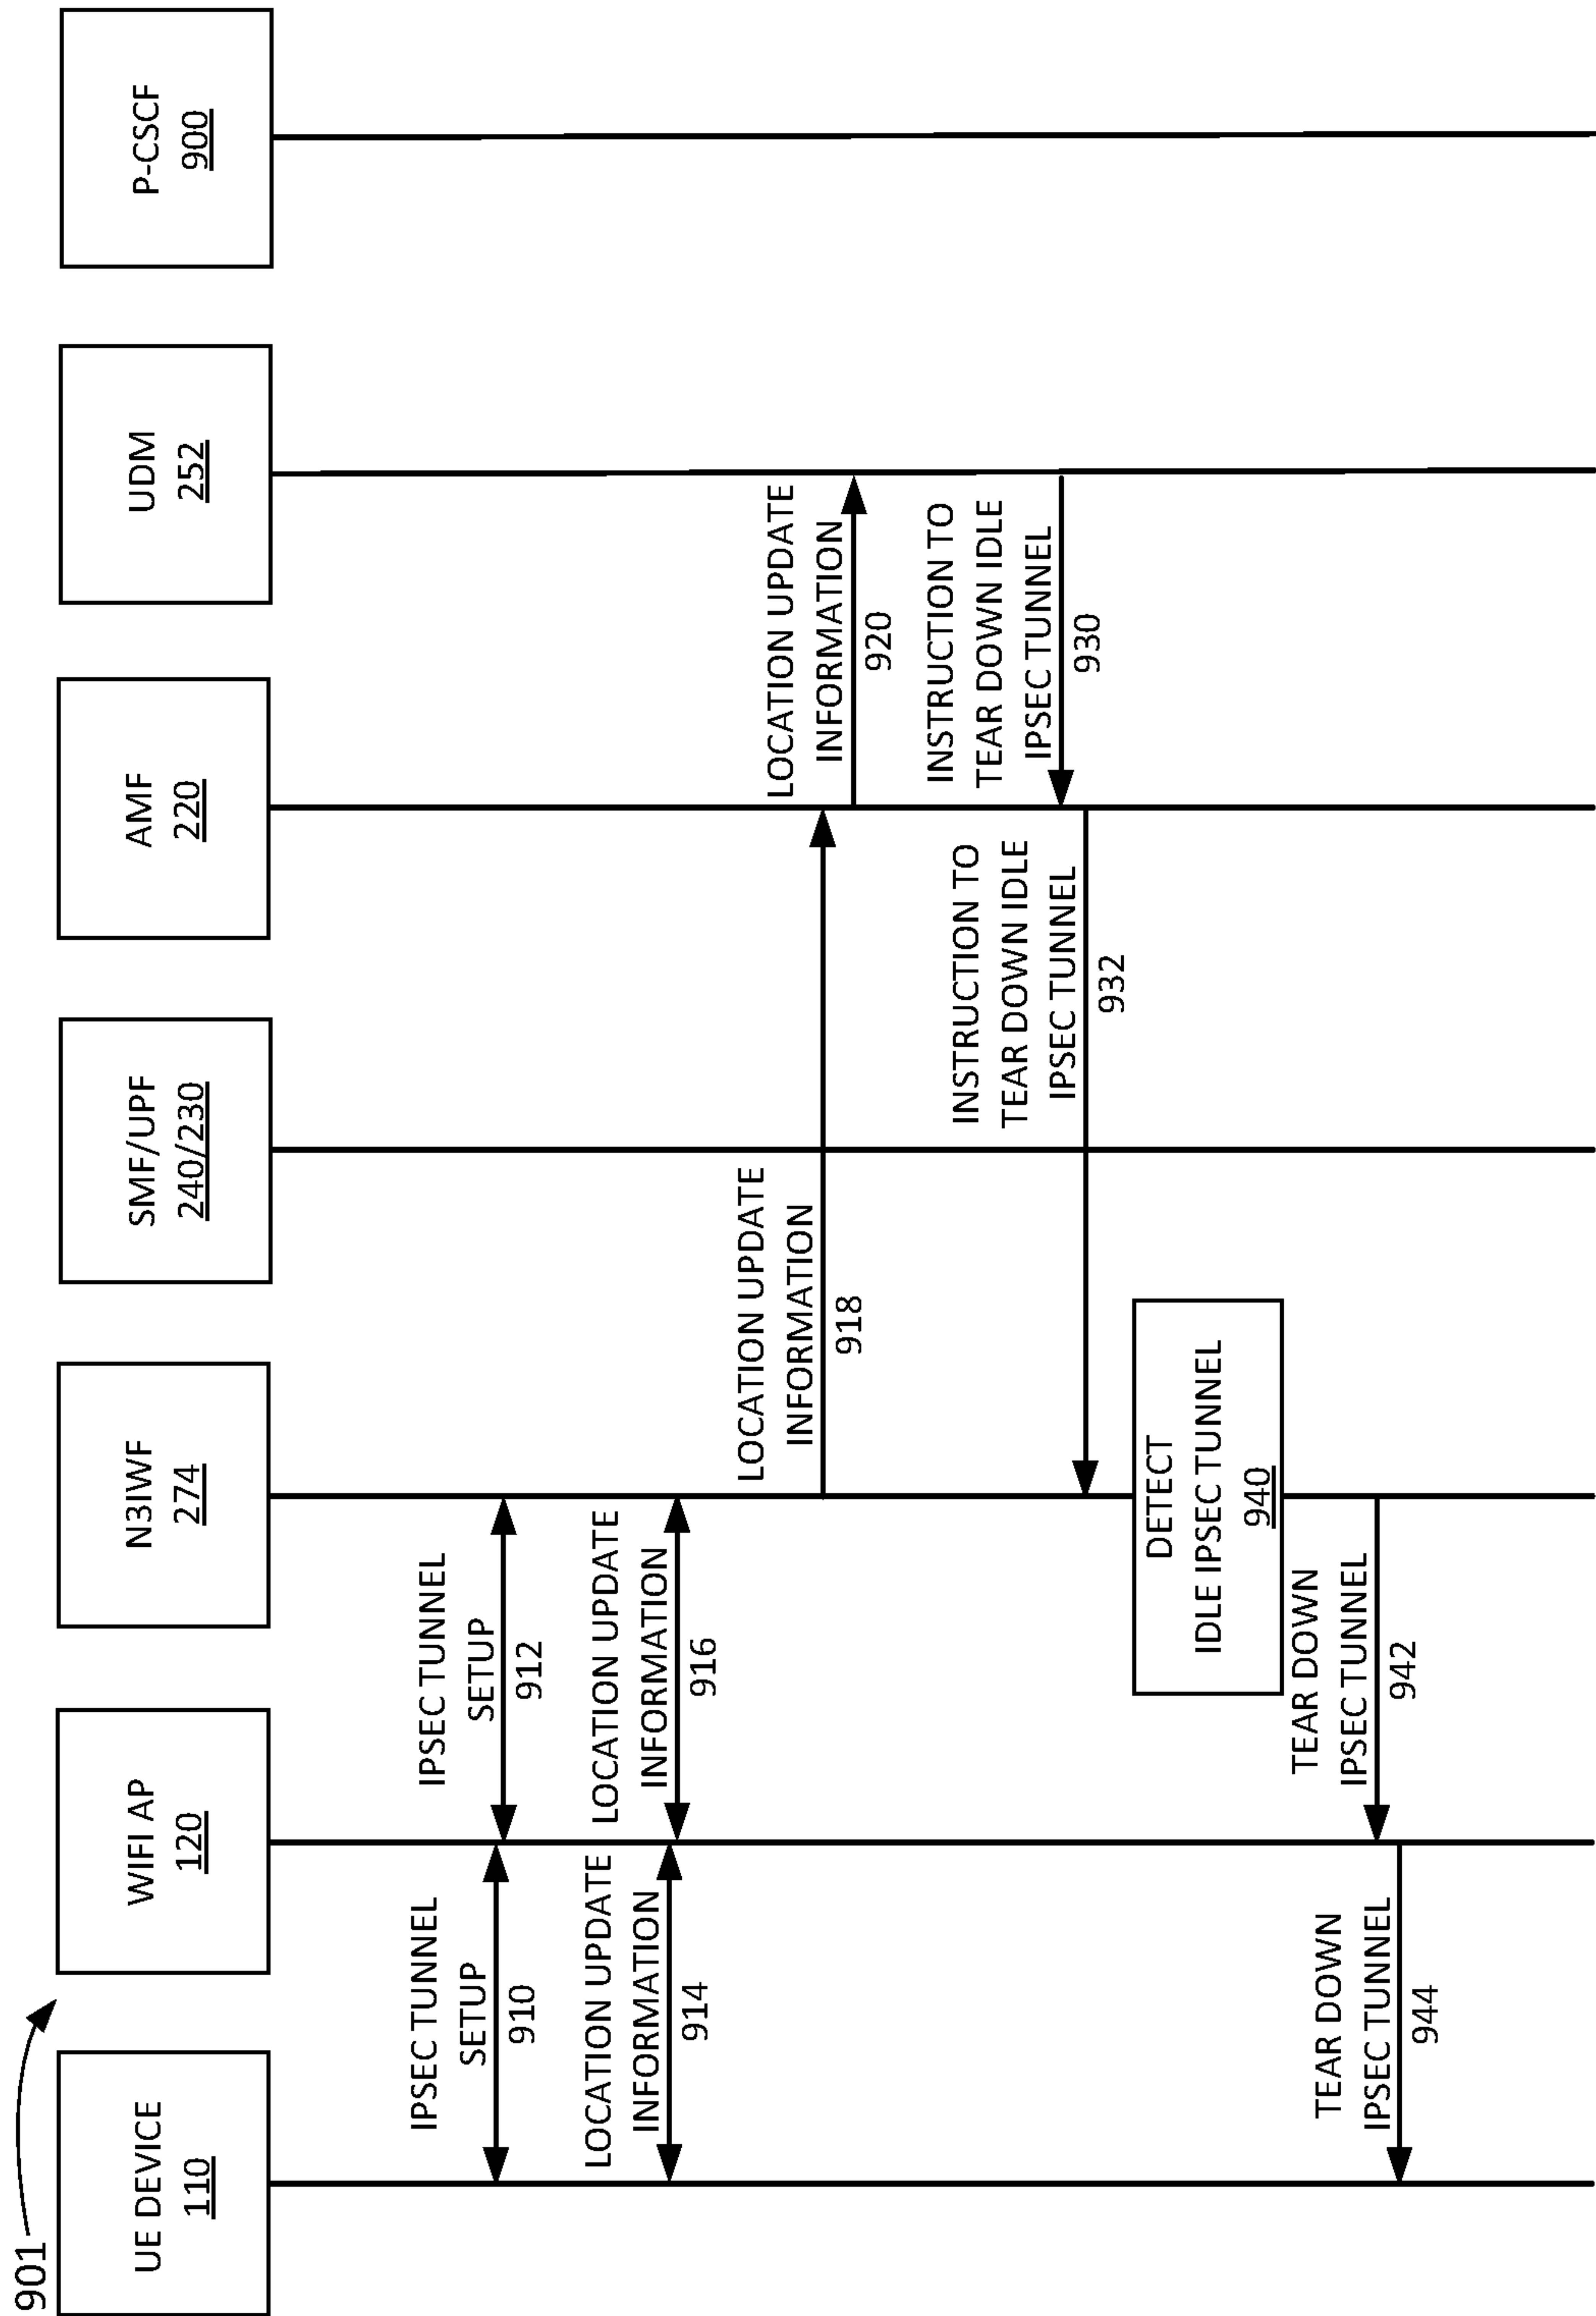 901
UE DEVICE
110
WIFI AP
120
N3IWF
274
SMF/UPF
240/230
AMF
220
UDM
252
P-CSCF
900
IPSEC TUNNEL
SETUP
910
IPSEC TUNNEL
SETUP
912
LOCATION UPDATE
INFORMATION
914
LOCATION UPDATE
INFORMATION
916
LOCATION UPDATE
INFORMATION
918
LOCATION UPDATE
INFORMATION
920
INSTRUCTION TO
TEAR DOWN IDLE
IPSEC TUNNEL
930
INSTRUCTION TO
TEAR DOWN IDLE
IPSEC TUNNEL
932
DETECT
IDLE IPSEC TUNNEL
940
TEAR DOWN
IPSEC TUNNEL
942
TEAR DOWN
IPSEC TUNNEL
944